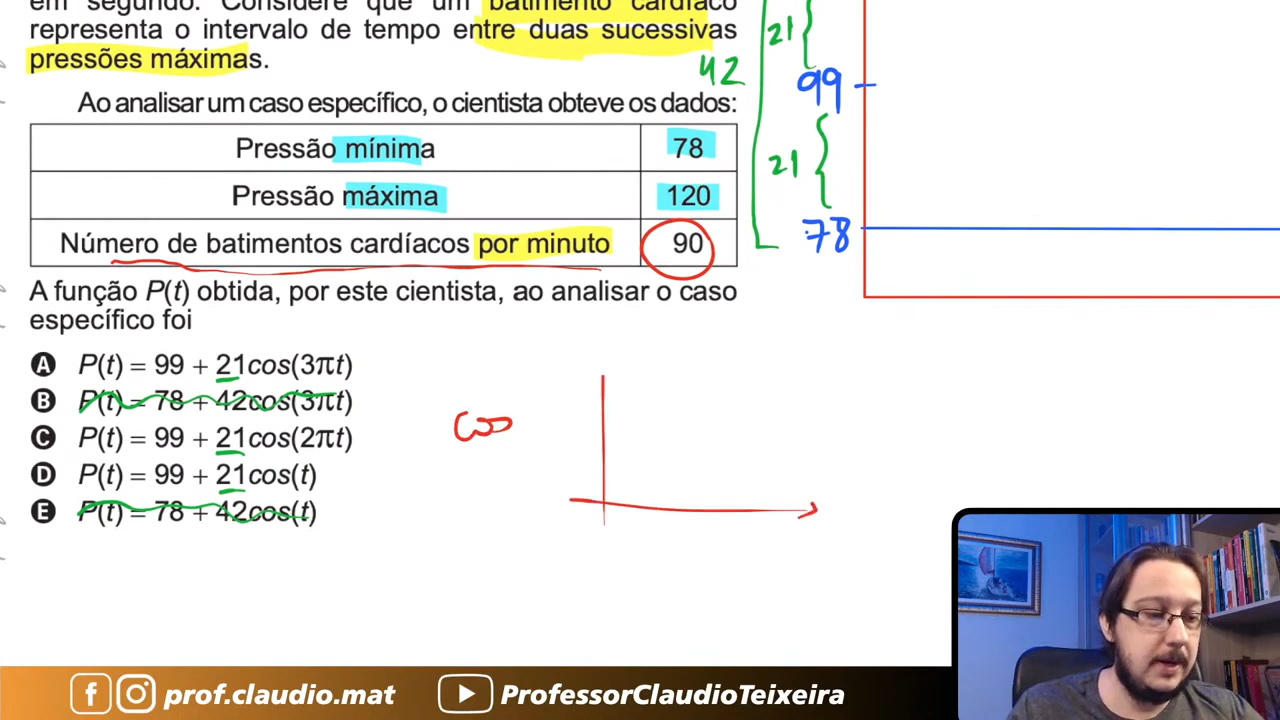 em segundo. Considere que um batimento cardíaco
representa o intervalo de tempo entre duas sucessivas
pressões máximas.
Ao analisar um caso específico, o cientista obteve os dados:
Pressão mínima 78
Pressão máxima 120
Número de batimentos cardíacos por minuto 90
A função P(t) obtida, por este cientista, ao analisar o caso
específico foi
A P(t) = 99 + 21cos(3πt)
B P(t) = 78 + 42cos(3πt)
C P(t) = 99 + 21cos(2πt)
D P(t) = 99 + 21cos(t)
E P(t) = 78 + 42cos(t)
21
42
99
21
78
cos
prof.claudio.mat
ProfessorClaudioTeixeira